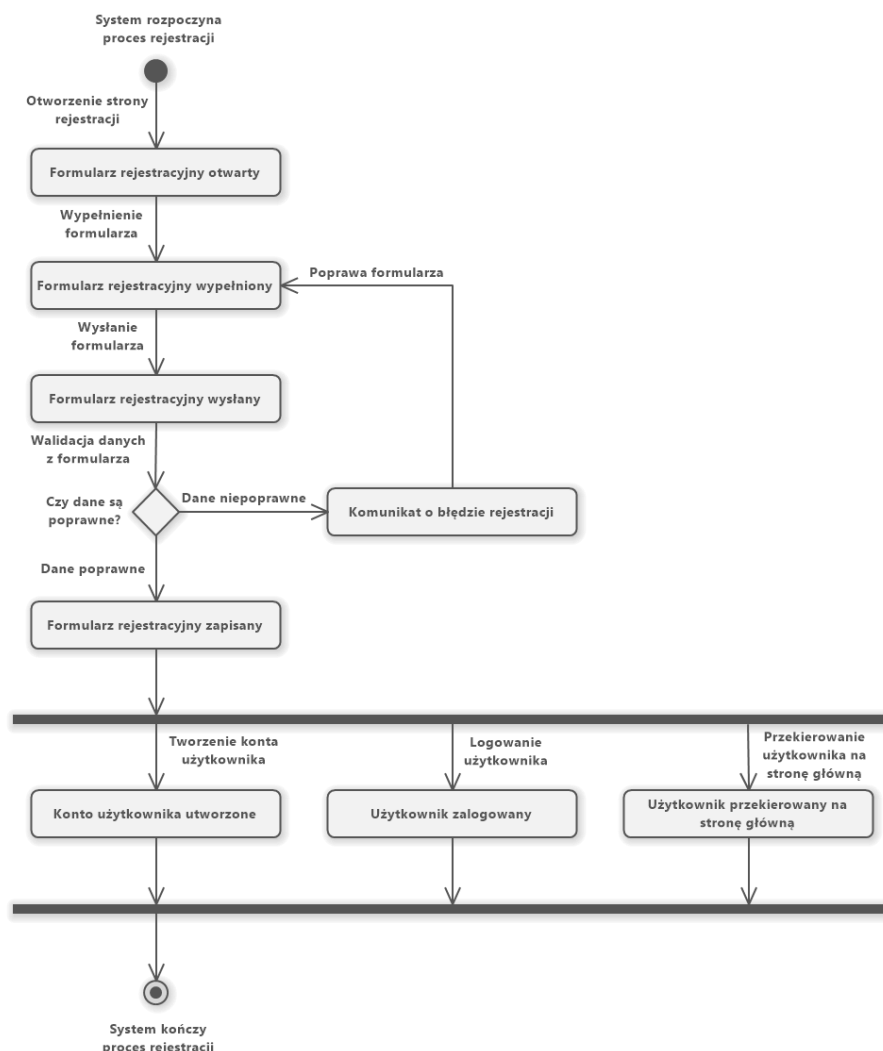 System rozpoczyna
proces rejestracji
Otworzenie strony
rejestracji
Formularz rejestracyjny otwarty
Wypełnienie
formularza
Poprawa formularza
Formularz rejestracyjny wypełniony
Wysłanie
formularza
Formularz rejestracyjny wysłany
Walidacja danych
z formularza
Czy dane są
poprawne?
Dane niepoprawne
Komunikat o błędzie rejestracji
Dane poprawne
Formularz rejestracyjny zapisany
Tworzenie konta
użytkownika
Logowanie
użytkownika
Przekierowanie
użytkownika na
stronę główną
Konto użytkownika utworzone
Użytkownik zalogowany
Użytkownik przekierowany na
stronę główną
System kończy
proces rejestracji